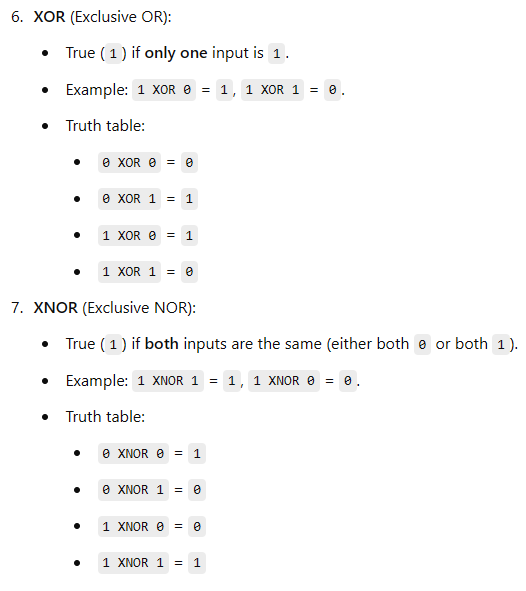 6. XOR (Exclusive OR):
• True ( 1 ) if only one input is 1 .
• Example: 1 XOR 0 = 1 , 1 XOR 1 = 0 .
• Truth table:
• 0 XOR 0 = 0
• 0 XOR 1 = 1
• 1 XOR 0 = 1
• 1 XOR 1 = 0
7. XNOR (Exclusive NOR):
• True ( 1 ) if both inputs are the same (either both 0 or both 1 ).
• Example: 1 XNOR 1 = 1 , 1 XNOR 0 = 0 .
• Truth table:
• 0 XNOR 0 = 1
• 0 XNOR 1 = 0
• 1 XNOR 0 = 0
• 1 XNOR 1 = 1